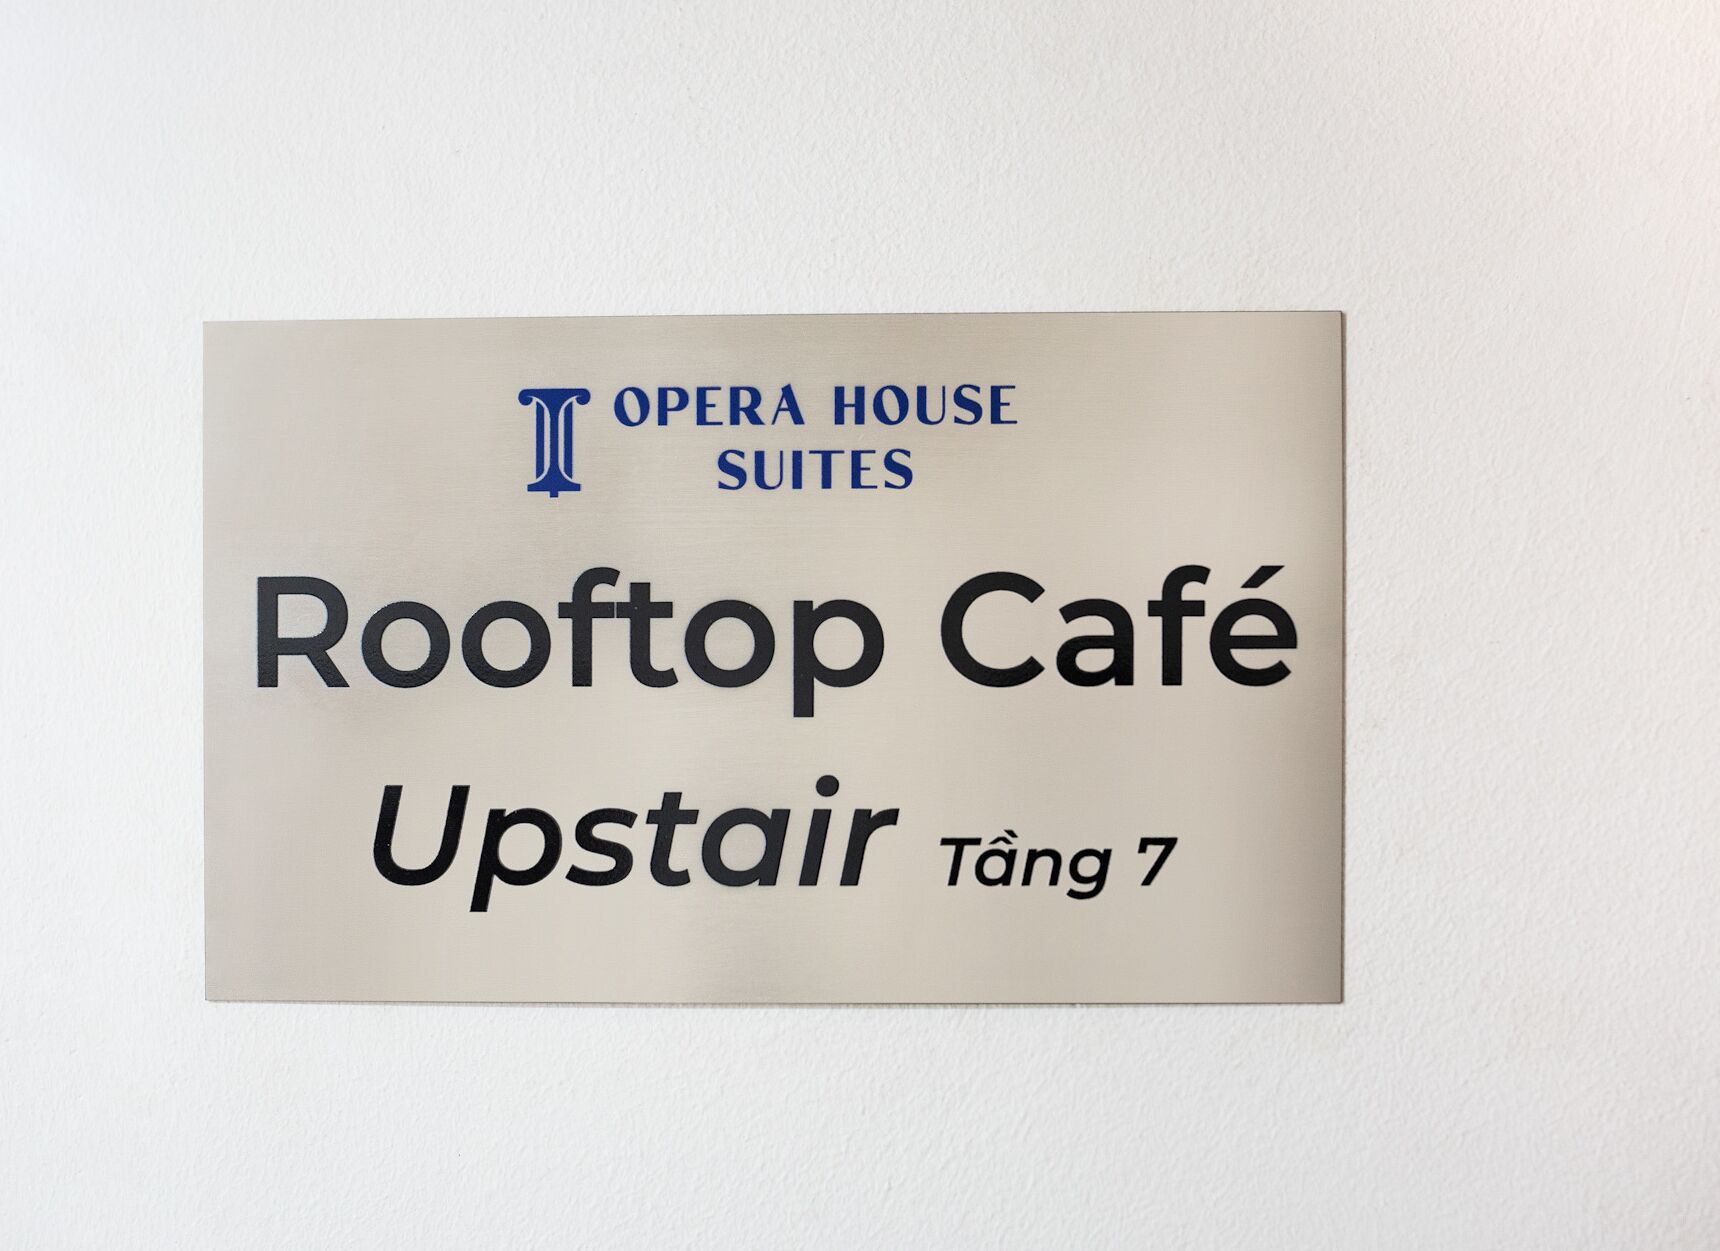 OPERA HOUSE
SUITES
Rooftop Café
Upstair Tầng 7